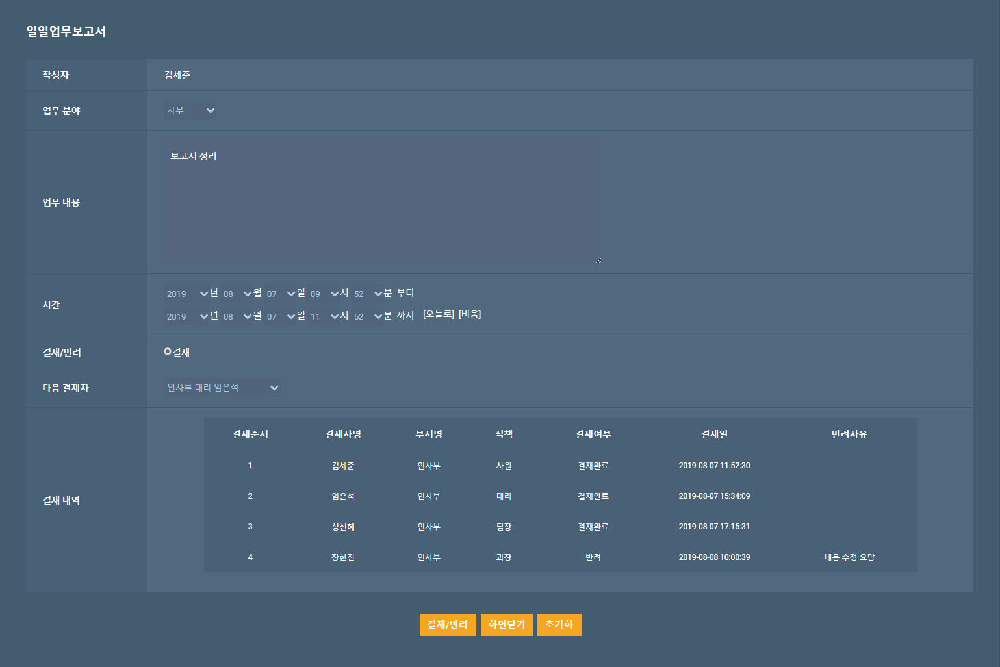 일일업무보고서
작성자 김세준
업무 분야 사무
업무 내용 보고서 정리
시간
2019 년 08 월 07 일 09 시 52 분 부터
2019 년 08 월 07 일 11 시 52 분 까지 [오늘로] [비움]
결재/반려 결재
다음 결재자 인사부 대리 임은석
결재 내역
결재순서 결재자명 부서명 직책 결재여부 결재일 반려사유
1 김세준 인사부 사원 결재완료 2019-08-07 11:52:30
2 임은석 인사부 대리 결재완료 2019-08-07 15:34:09
3 성선혜 인사부 팀장 결재완료 2019-08-07 17:15:31
4 장한진 인사부 과장 반려 2019-08-08 10:00:39 내용 수정 요망
결재/반려 화면닫기 초기화